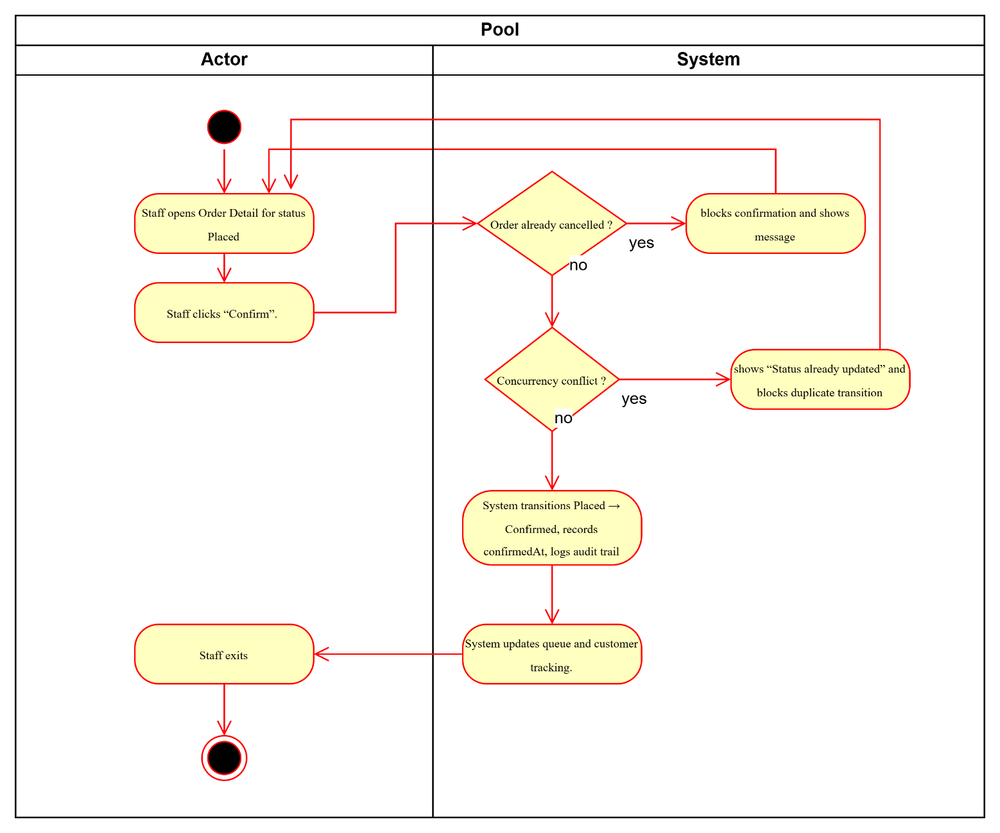 Pool
Actor
System
Staff opens Order Detail for status
Placed
Order already cancelled ?
yes
no
blocks confirmation and shows
message
Staff clicks “Confirm”.
Concurrency conflict ?
yes
no
shows “Status already updated” and
blocks duplicate transition
System transitions Placed →
Confirmed, records
confirmedAt, logs audit trail
System updates queue and customer
tracking.
Staff exits